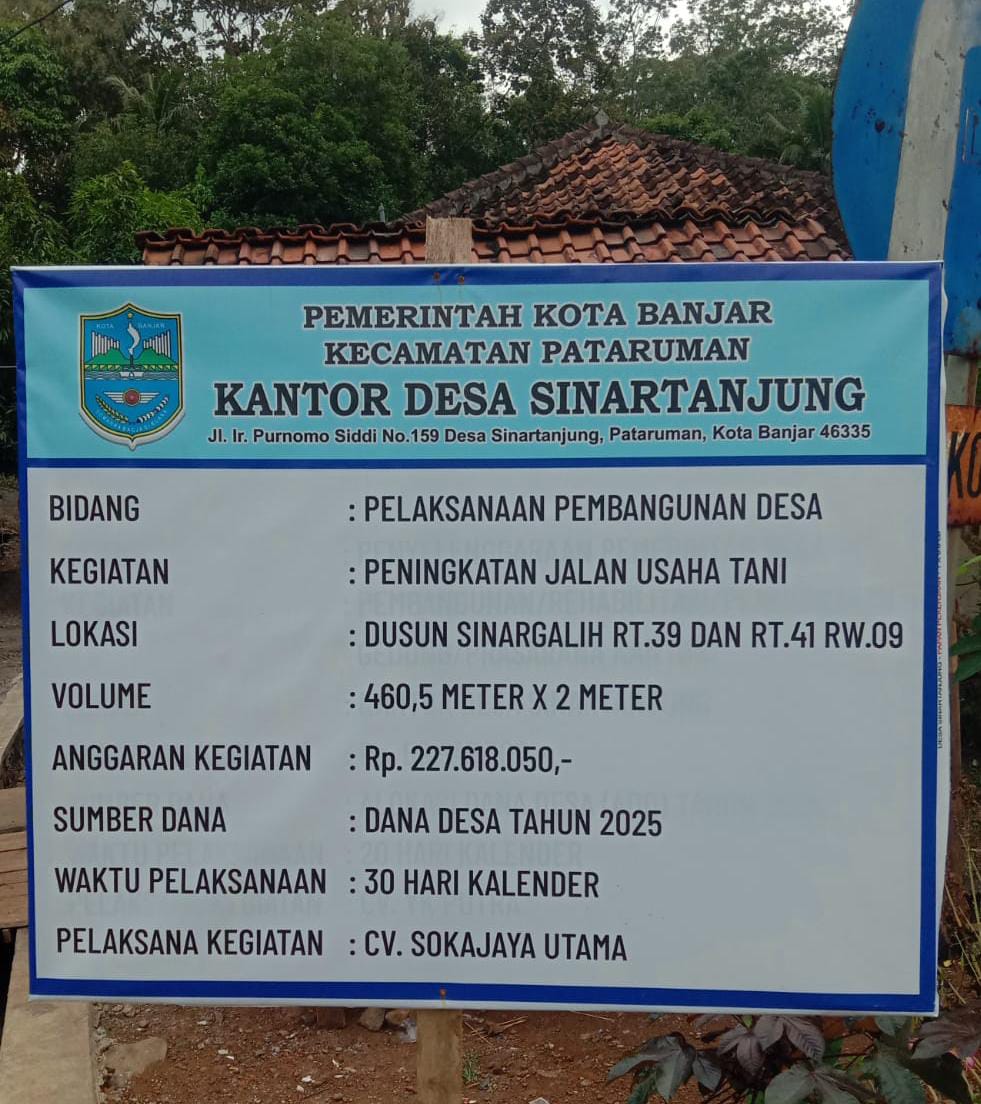 KOTA BANJAR
PEMERINTAH KOTA BANJAR
KECAMATAN PATARUMAN
KANTOR DESA SINARTANJUNG
Jl. Ir. Purnomo Siddi No.159 Desa Sinartanjung, Pataruman, Kota Banjar 46335
BIDANG : PELAKSANAAN PEMBANGUNAN DESA
KEGIATAN : PENINGKATAN JALAN USAHA TANI
LOKASI : DUSUN SINARGALIH RT.39 DAN RT.41 RW.09
VOLUME : 460,5 METER X 2 METER
ANGGARAN KEGIATAN : Rp. 227.618.050,-
SUMBER DANA : DANA DESA TAHUN 2025
WAKTU PELAKSANAAN : 30 HARI KALENDER
PELAKSANA KEGIATAN : CV. SOKAJAYA UTAMA
KO